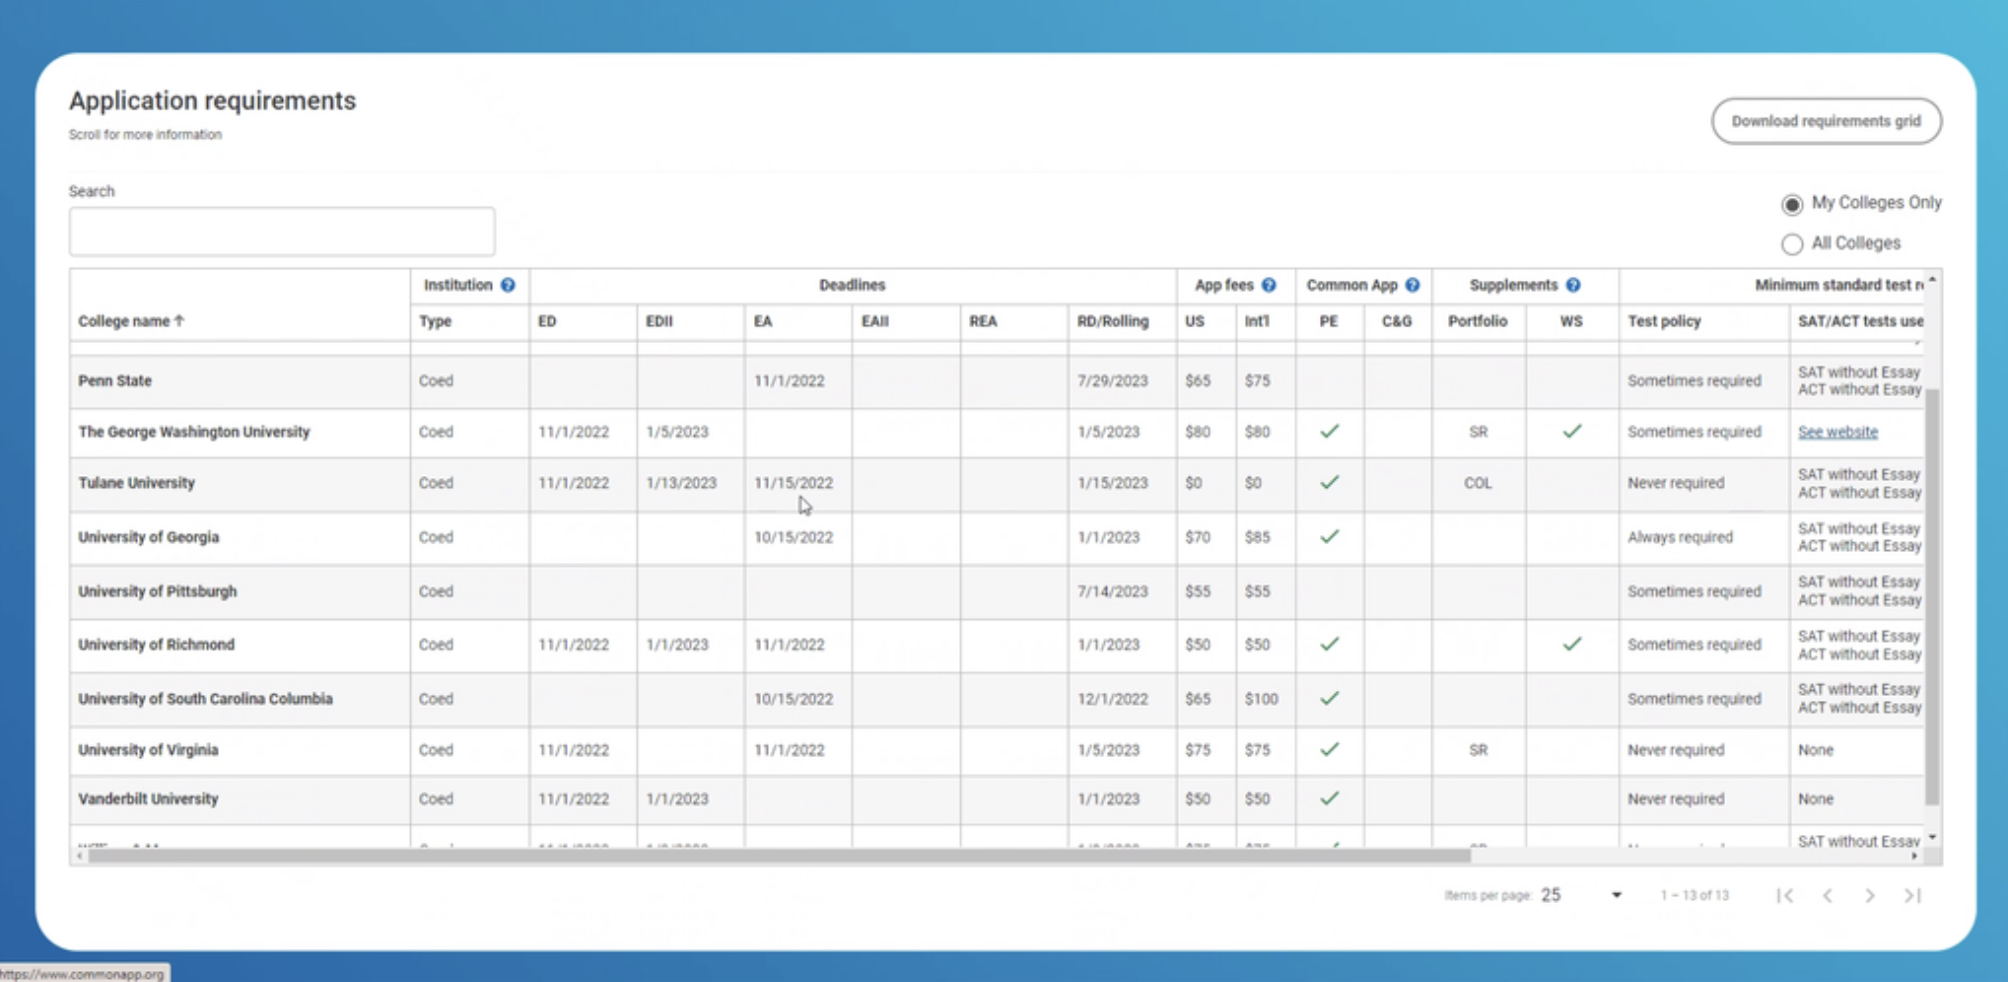 Application requirements
Scroll for more information
Download requirements grid
Search
My Colleges Only
All Colleges
Institution ? Deadlines App fees ? Common App ? Supplements ? Minimum standard test
College name ↑ Type ED EDII EA EAII REA RD/Rolling US Int'l PE C&G Portfolio WS Test policy SAT/ACT tests use
Penn State Coed 11/1/2022 7/29/2023 $65 $75 Sometimes required SAT without Essay
ACT without Essay
The George Washington University Coed 11/1/2022 1/5/2023 1/5/2023 $80 $80 ✓ SR ✓ Sometimes required See website
Tulane University Coed 11/1/2022 1/13/2023 11/15/2022 1/15/2023 $0 $0 ✓ COL Never required SAT without Essay
ACT without Essay
University of Georgia Coed 10/15/2022 1/1/2023 $70 $85 ✓ Always required SAT without Essay
ACT without Essay
University of Pittsburgh Coed 7/14/2023 $55 $55 Sometimes required SAT without Essay
ACT without Essay
University of Richmond Coed 11/1/2022 1/1/2023 11/1/2022 1/1/2023 $50 $50 ✓ ✓ Sometimes required SAT without Essay
ACT without Essay
University of South Carolina Columbia Coed 10/15/2022 12/1/2022 $65 $100 ✓ Sometimes required SAT without Essay
ACT without Essay
University of Virginia Coed 11/1/2022 11/1/2022 1/5/2023 $75 $75 ✓ SR Never required None
Vanderbilt University Coed 11/1/2022 1/1/2023 1/1/2023 $50 $50 ✓ Never required None
SAT without Essay
Items per page: 25 1 – 13 of 13
https://www.commonapp.org